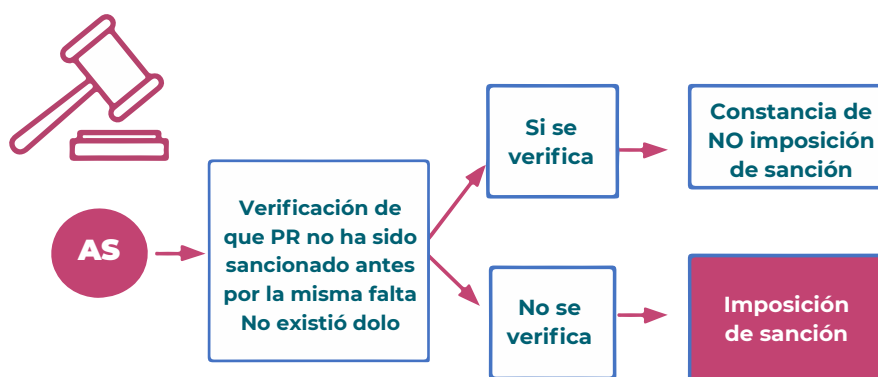 AS
Verificación de
que PR no ha sido
sancionado antes
por la misma falta
No existió dolo
Si se
verifica
Constancia de
NO imposición
de sanción
No se
verifica
Imposición
de sanción